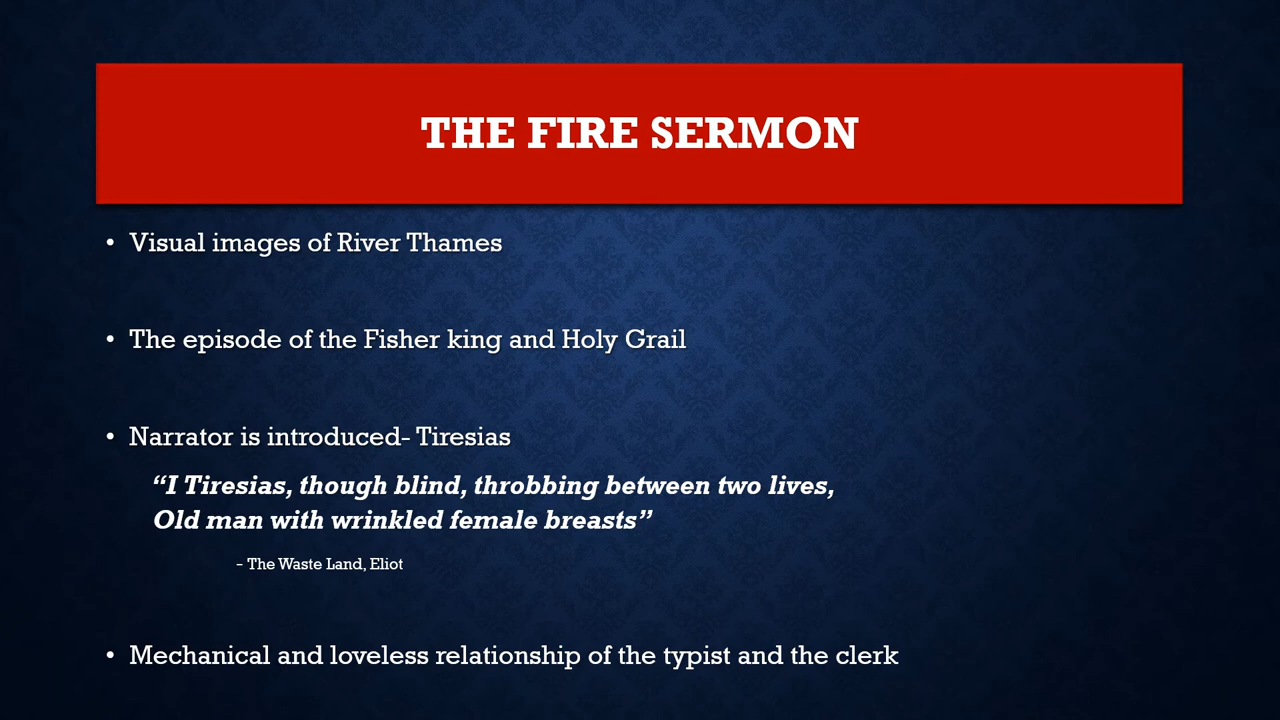 THE FIRE SERMON
• Visual images of River Thames
• The episode of the Fisher king and Holy Grail
• Narrator is introduced- Tiresias
“I Tiresias, though blind, throbbing between two lives,
Old man with wrinkled female breasts”
– The Waste Land, Eliot
• Mechanical and loveless relationship of the typist and the clerk